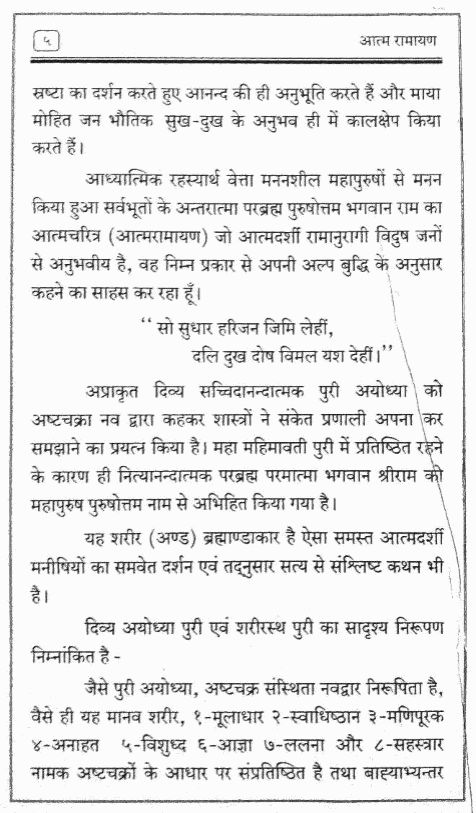 ५ आत्म रामायण
स्रष्टा का दर्शन करते हुए आनन्द की ही अनुभूति करते हैं और माया
मोहित जन भौतिक सुख-दुख के अनुभव ही में कालक्षेप किया
करते हैं।
आध्यात्मिक रहस्यार्थ वेत्ता मननशील महापुरुषों से मनन
किया हुआ सर्वभूतों के अन्तरात्मा परब्रह्म पुरुषोत्तम भगवान राम का
आत्मचरित्र (आत्मरामायण) जो आत्मदर्शी रामानुरागी विदुष जनों
से अनुभवीय है, वह निम्न प्रकार से अपनी अल्प बुद्धि के अनुसार
कहने का साहस कर रहा हूँ।
‘‘ सो सुधार हरिजन जिमि लेहीं,
दलि दुख दोष विमल यश देहीं।’’
अप्राकृत दिव्य सच्चिदानन्दात्मक पुरी अयोध्या को
अष्टचक्रा नव द्वारा कहकर शास्त्रों ने संकेत प्रणाली अपना कर
समझाने का प्रयत्न किया है। महा महिमावती पुरी में प्रतिष्ठित रहने
के कारण ही नित्यानन्दात्मक परब्रह्म परमात्मा भगवान श्रीराम को
महापुरुष पुरुषोत्तम नाम से अभिहित किया गया है।
यह शरीर (अण्ड) ब्रह्माण्डाकार है ऐसा समस्त आत्मदर्शी
मनीषियों का समवेत दर्शन एवं तद्नुसार सत्य से संश्लिष्ट कथन भी
है।
दिव्य अयोध्या पुरी एवं शरीरस्थ पुरी का सादृश्य निरूपण
निम्नांकित है -
जैसे पुरी अयोध्या, अष्टचक्र संस्थिता नवद्वार निरूपिता है,
वैसे ही यह मानव शरीर, १-मूलाधार २-स्वाधिष्ठान ३-मणिपूरक
४-अनाहत ५-विशुध्द ६-आज्ञा ७-ललना और ८-सहस्त्रार
नामक अष्टचक्रों के आधार पर संप्रतिष्ठित है तथा बाह्याभ्यन्तर